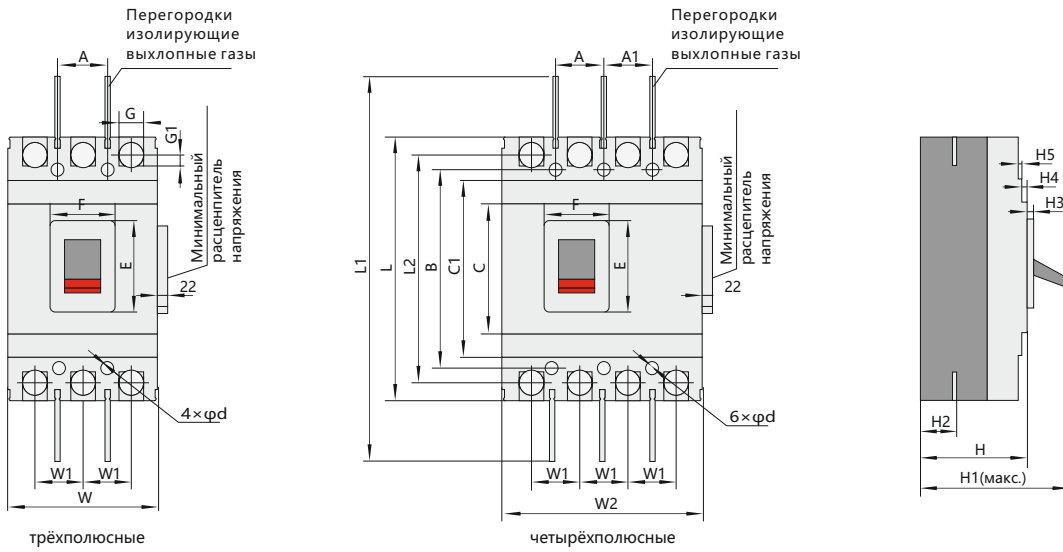 Перегородки
изолирующие
выхлопные газы
A
G
G1
F
E
Минимальный
расцепитель
напряжения
22
4×φd
W1
W1
W
трёхполюсные
Перегородки
изолирующие
выхлопные газы
A
A1
L1
L
L2
B
C1
C
F
E
Минимальный
расцепитель
напряжения
22
6×φd
W1
W1
W1
W2
четырёхполюсные
H5
H4
H3
H2
H
H1(макс.)